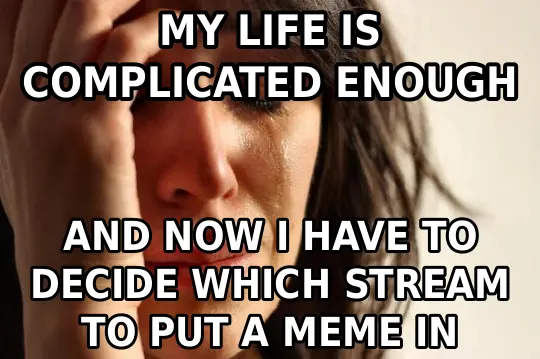 MY LIFE IS
COMPLICATED ENOUGH
AND NOW I HAVE TO
DECIDE WHICH STREAM
TO PUT A MEME IN